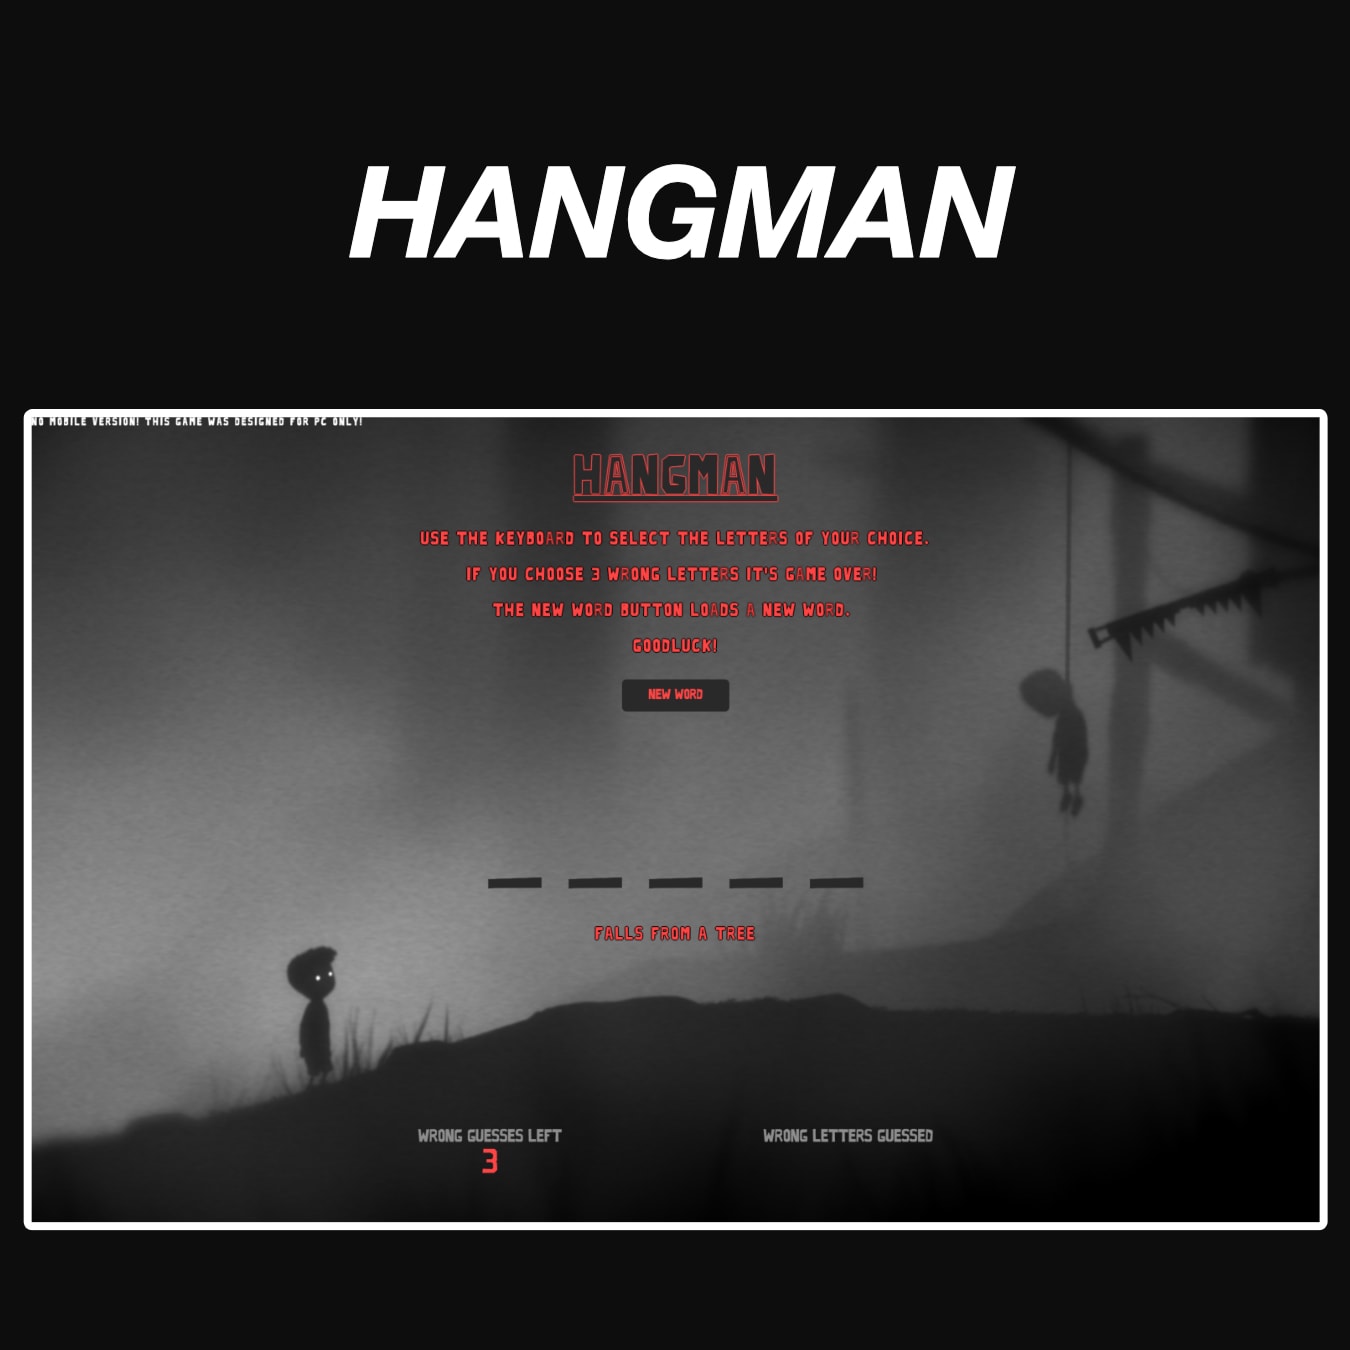 HANGMAN
NO MOBILE VERSION! THIS GAME WAS DESIGNED FOR PC ONLY!
HANGMAN
USE THE KEYBOARD TO SELECT THE LETTERS OF YOUR CHOICE.
IF YOU CHOOSE 3 WRONG LETTERS IT'S GAME OVER!
THE NEW WORD BUTTON LOADS A NEW WORD.
GOODLUCK!
NEW WORD
FALLS FROM A TREE
WRONG GUESSES LEFT
3
WRONG LETTERS GUESSED